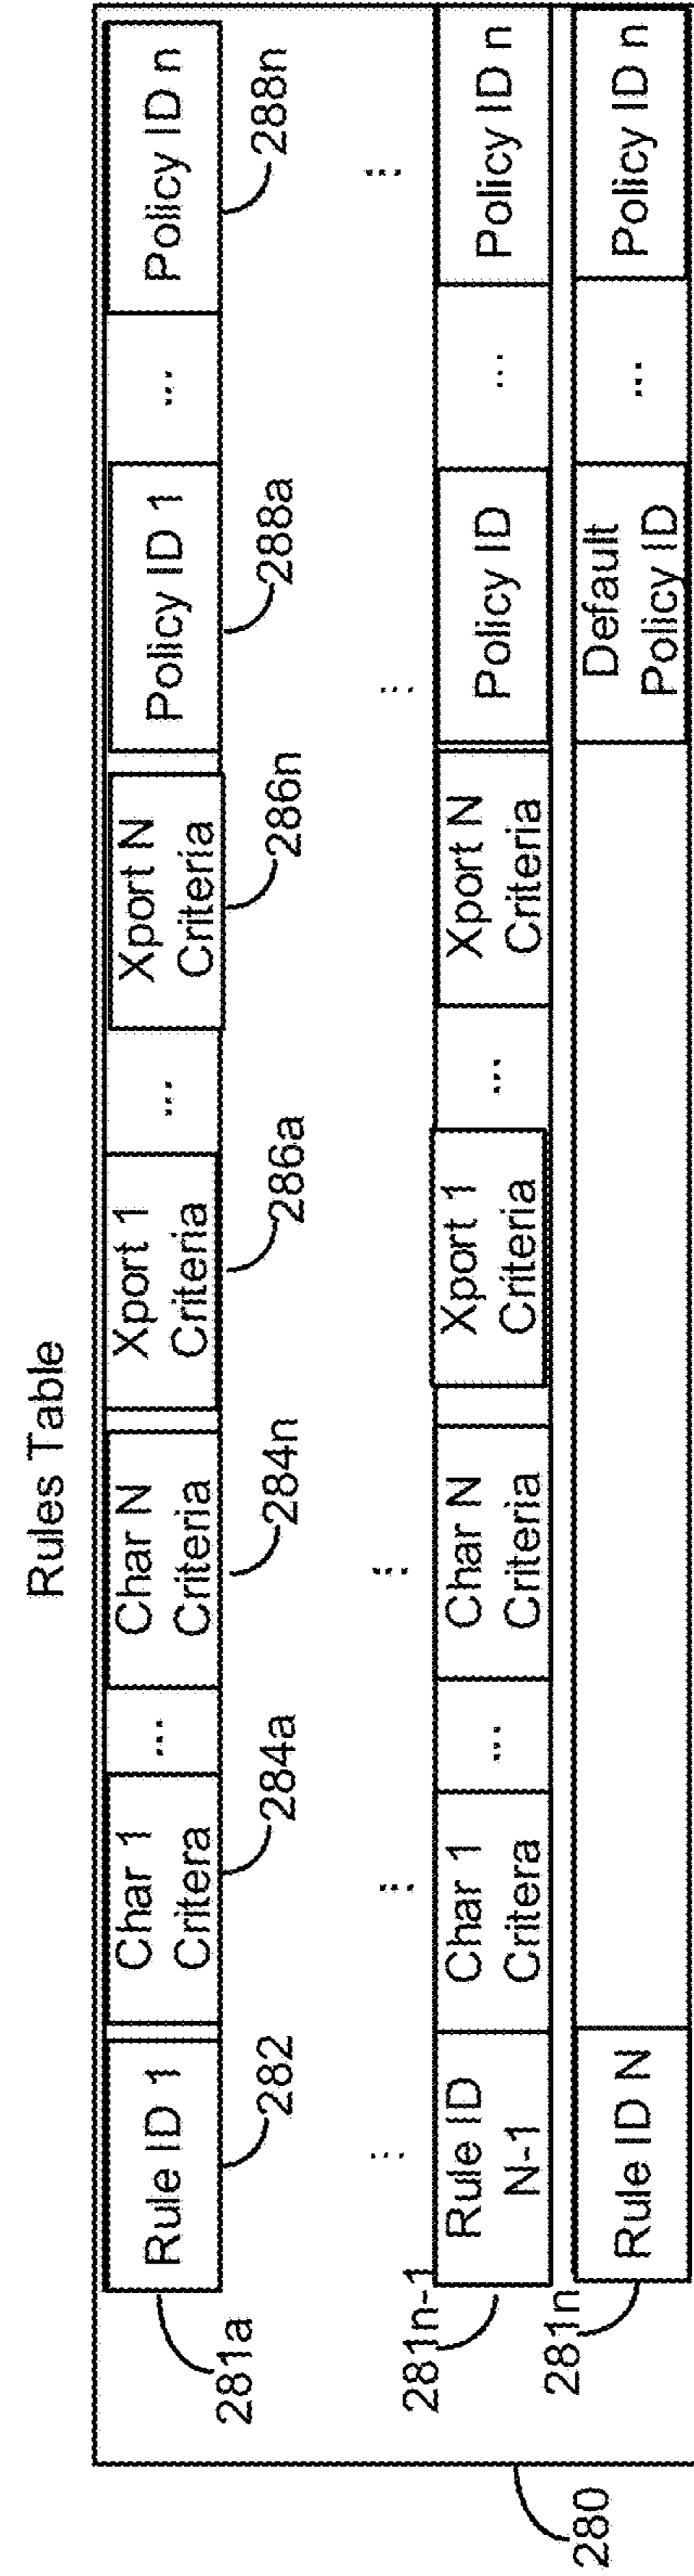 Rules Table
Rule ID 1
Char 1
Critera
...
Char N
Criteria
Xport 1
Criteria
...
Xport N
Criteria
Policy ID 1
...
Policy ID n
281a
282
284a
284n
286a
286n
288a
288n
...
...
...
...
...
281n-1
Rule ID
N-1
Char 1
Critera
...
Char N
Criteria
Xport 1
Criteria
...
Xport N
Criteria
Policy ID
...
Policy ID n
281n
Rule ID N
Default
Policy ID
...
Policy ID n
280